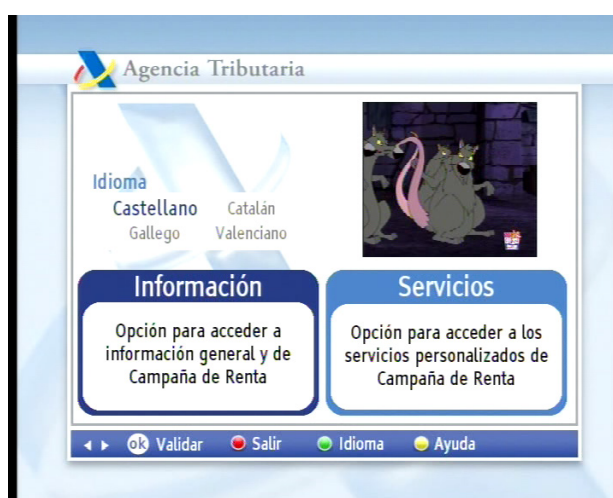 Agencia Tributaria
Idioma
Castellano Catalán
Gallego Valenciano
Información
Opción para acceder a
información general y de
Campaña de Renta
Servicios
Opción para acceder a los
servicios personalizados de
Campaña de Renta
ok Validar Salir Idioma Ayuda